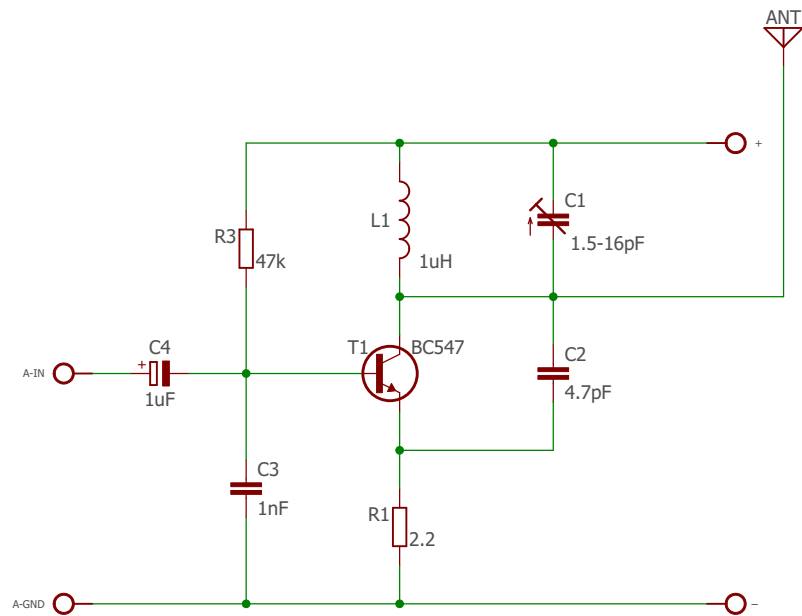 ANT
+
C1
1.5-16pF
L1
1uH
R3
47k
C4
+
1uF
A-IN
T1
BC547
C2
4.7pF
C3
1nF
R1
2.2
A-GND
-